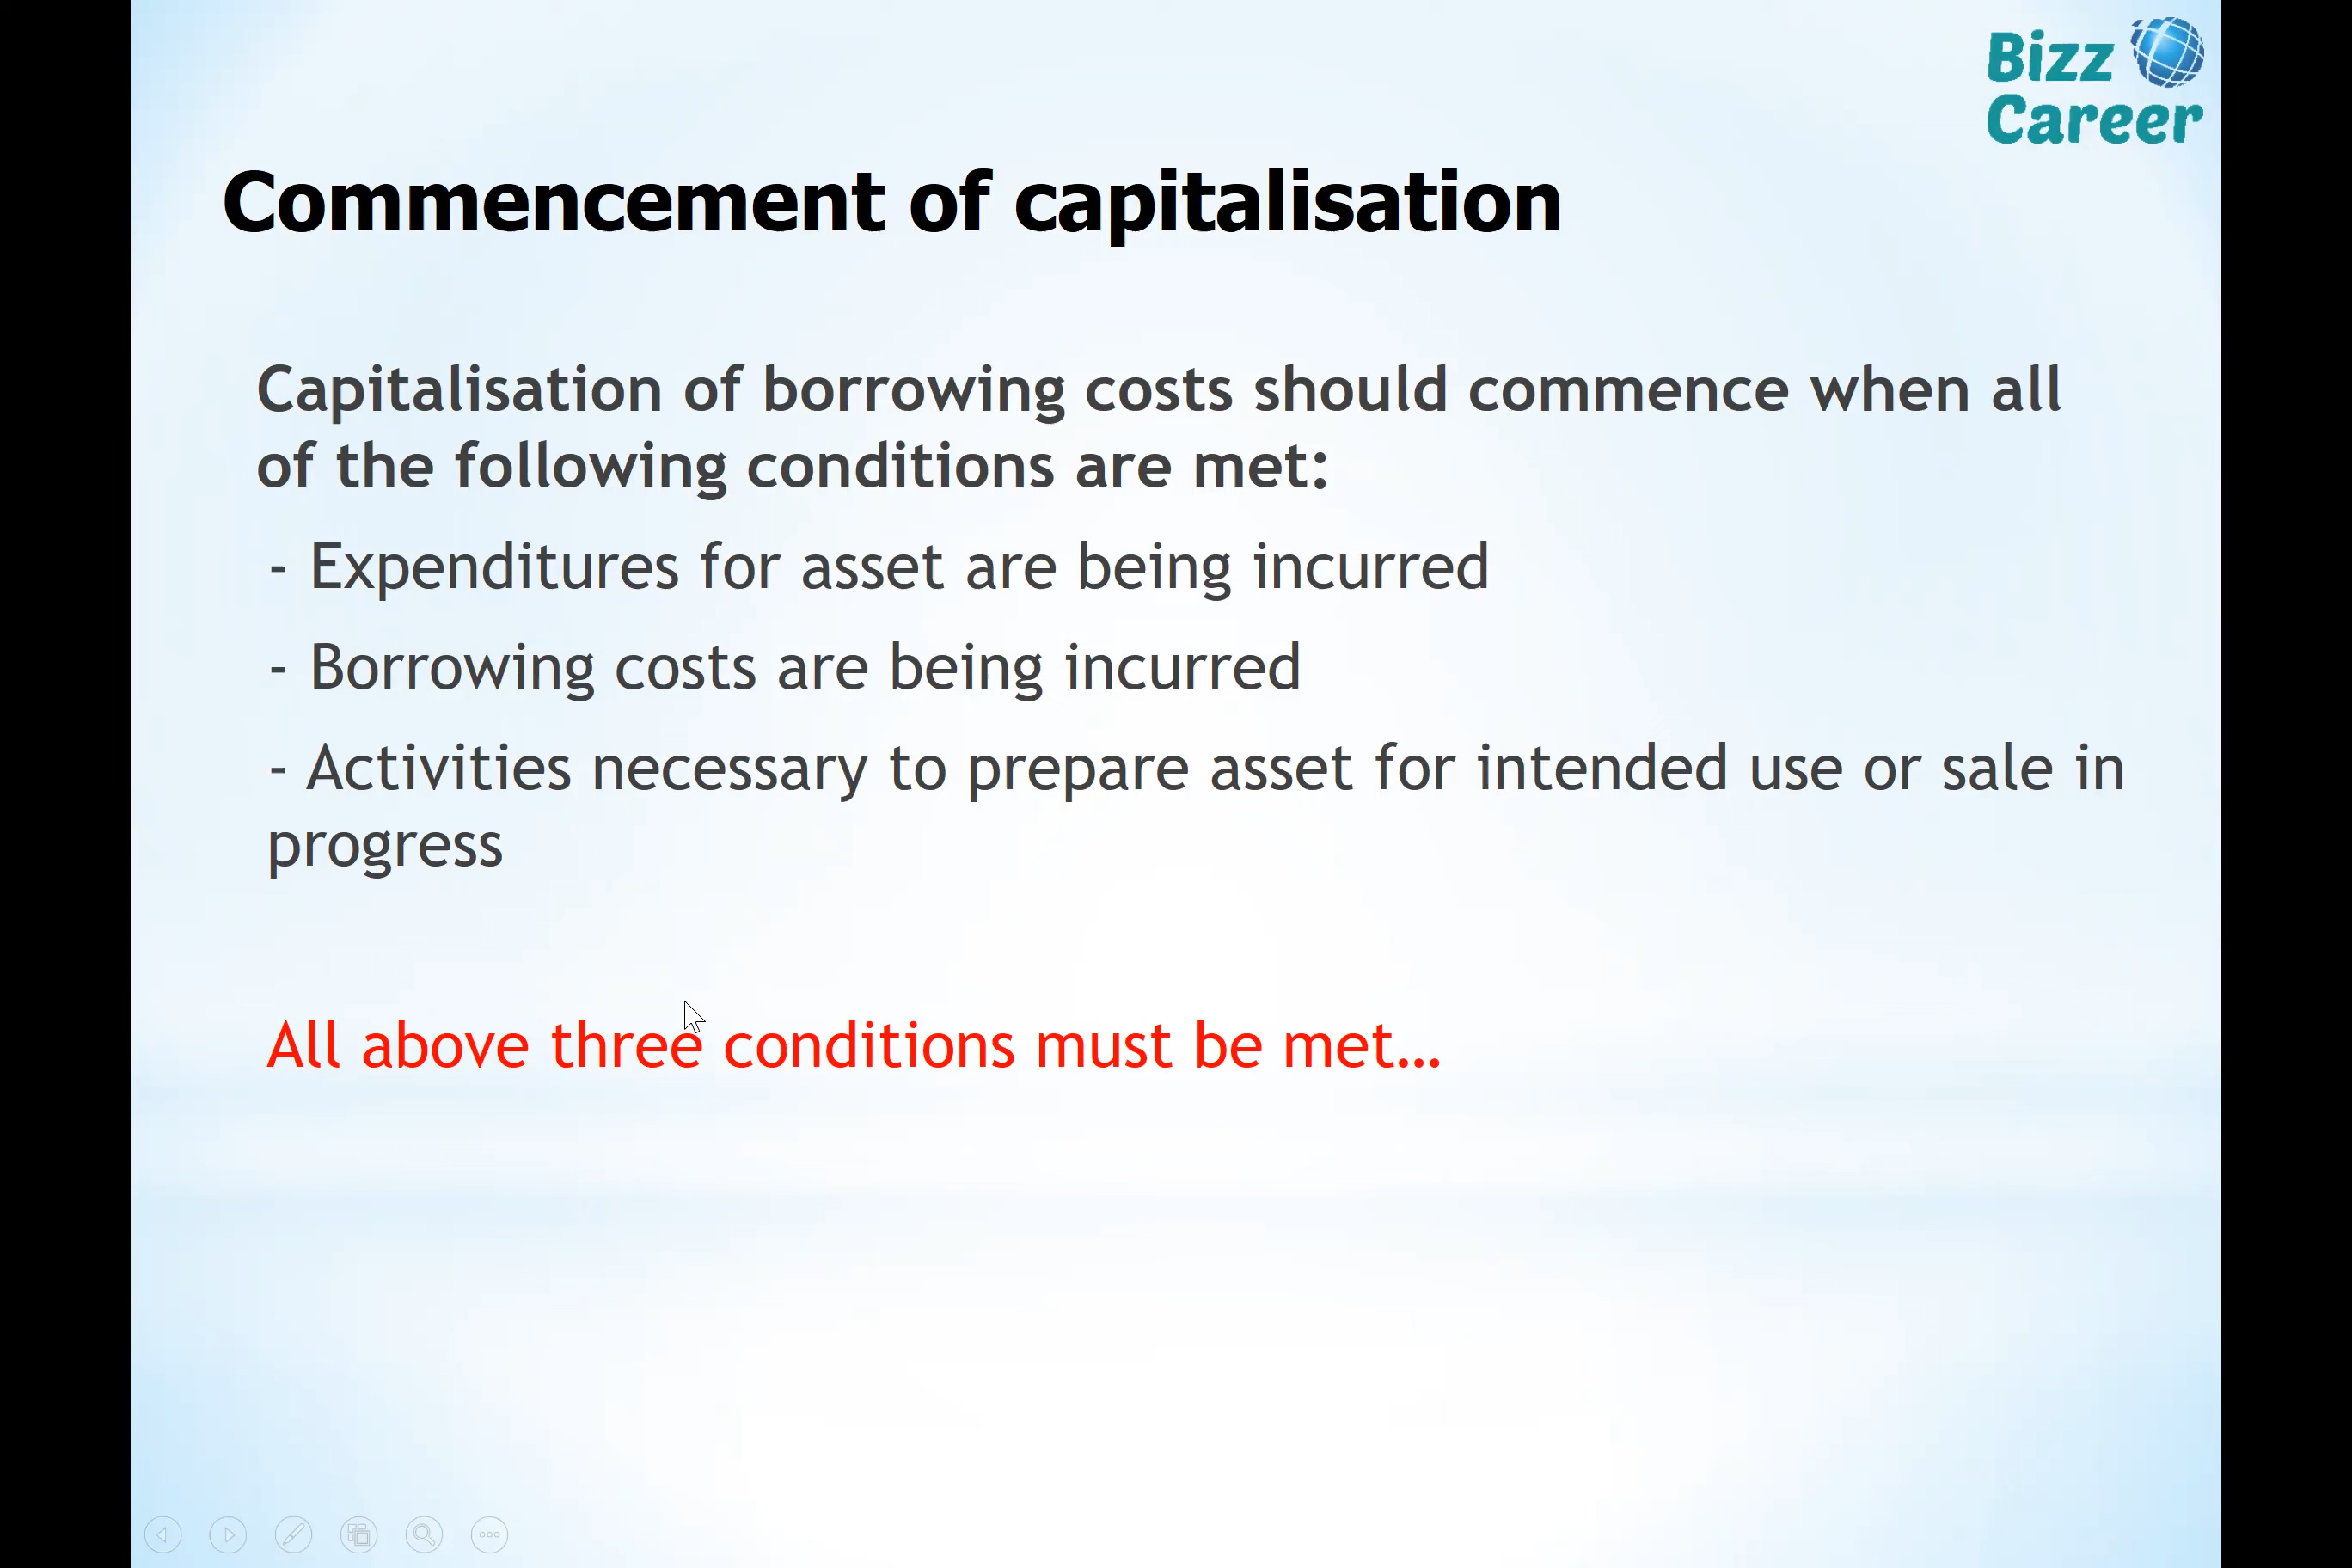 Bizz
Career
Commencement of capitalisation
Capitalisation of borrowing costs should commence when all
of the following conditions are met:
- Expenditures for asset are being incurred
- Borrowing costs are being incurred
- Activities necessary to prepare asset for intended use or sale in
progress
All above three conditions must be met...